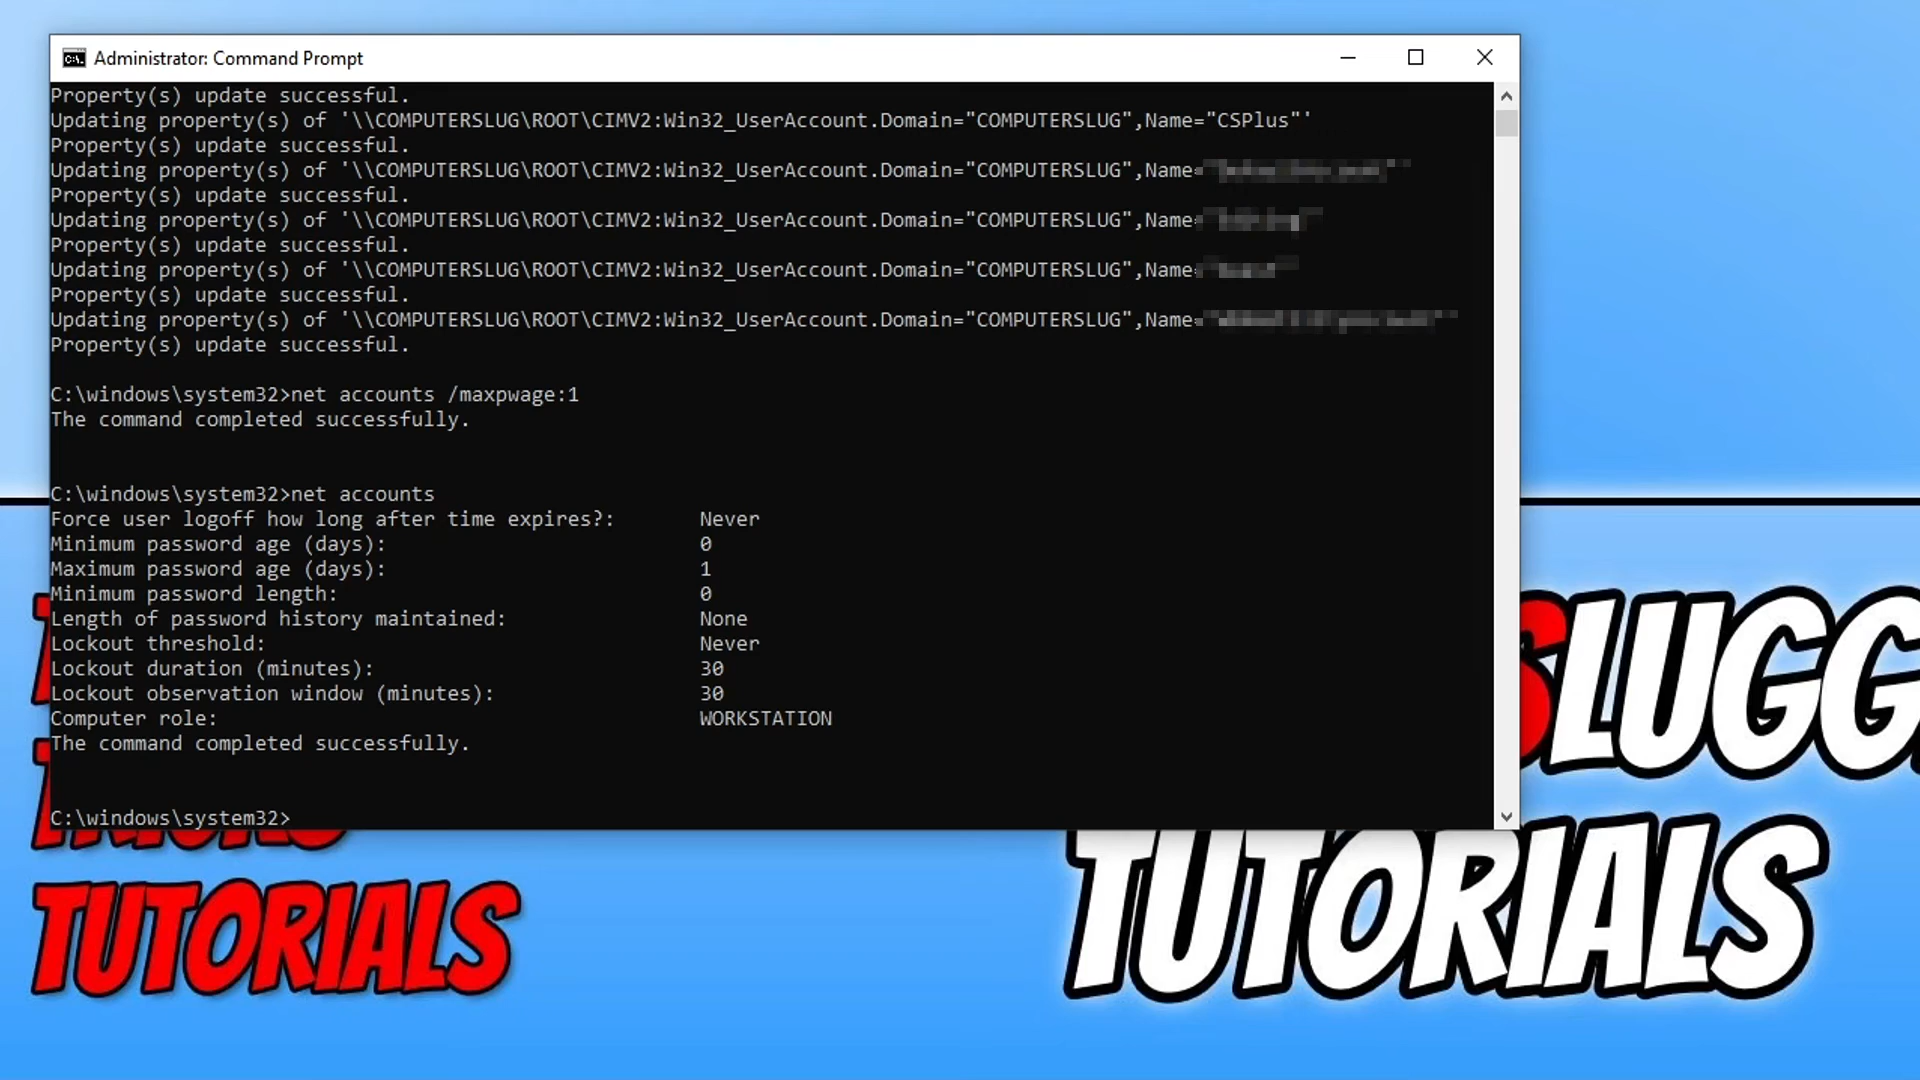 Administrator: Command Prompt
Property(s) update successful.
Updating property(s) of '\\COMPUTERSLUG\ROOT\CIMV2:Win32_UserAccount.Domain="COMPUTERSLUG",Name="CSPlus"'
Property(s) update successful.
Updating property(s) of '\\COMPUTERSLUG\ROOT\CIMV2:Win32_UserAccount.Domain="COMPUTERSLUG",Name=
Property(s) update successful.
Updating property(s) of '\\COMPUTERSLUG\ROOT\CIMV2:Win32_UserAccount.Domain="COMPUTERSLUG",Name=
Property(s) update successful.
Updating property(s) of '\\COMPUTERSLUG\ROOT\CIMV2:Win32_UserAccount.Domain="COMPUTERSLUG",Name=
Property(s) update successful.
Updating property(s) of '\\COMPUTERSLUG\ROOT\CIMV2:Win32_UserAccount.Domain="COMPUTERSLUG",Name=
Property(s) update successful.
C:\windows\system32>net accounts /maxpwage:1
The command completed successfully.
C:\windows\system32>net accounts
Force user logoff how long after time expires?: Never
Minimum password age (days): 0
Maximum password age (days): 1
Minimum password length: 0
Length of password history maintained: None
Lockout threshold: Never
Lockout duration (minutes): 30
Lockout observation window (minutes): 30
Computer role: WORKSTATION
The command completed successfully.
C:\windows\system32>
SLUGG
TUTORIALS
TUTORIALS